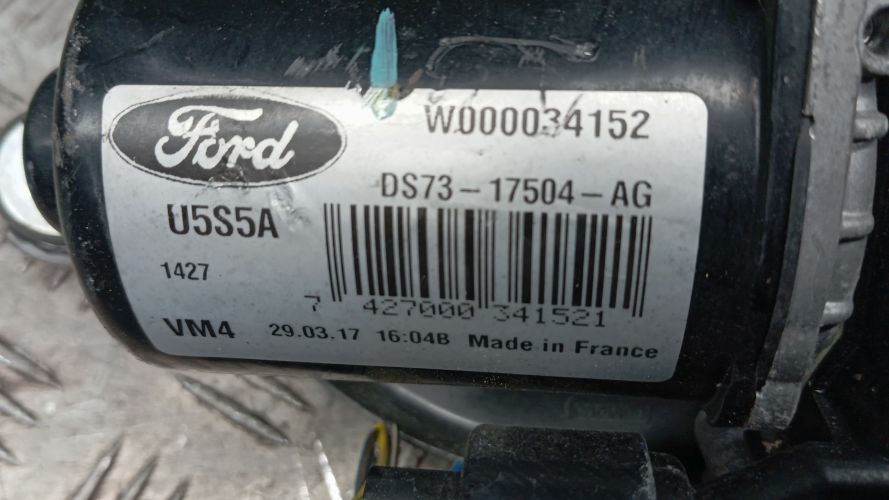 Ford
W000034152
DS73-17504-AG
U5S5A
1427
7 427000 341521
VM4 29.03.17 16:04B Made in France